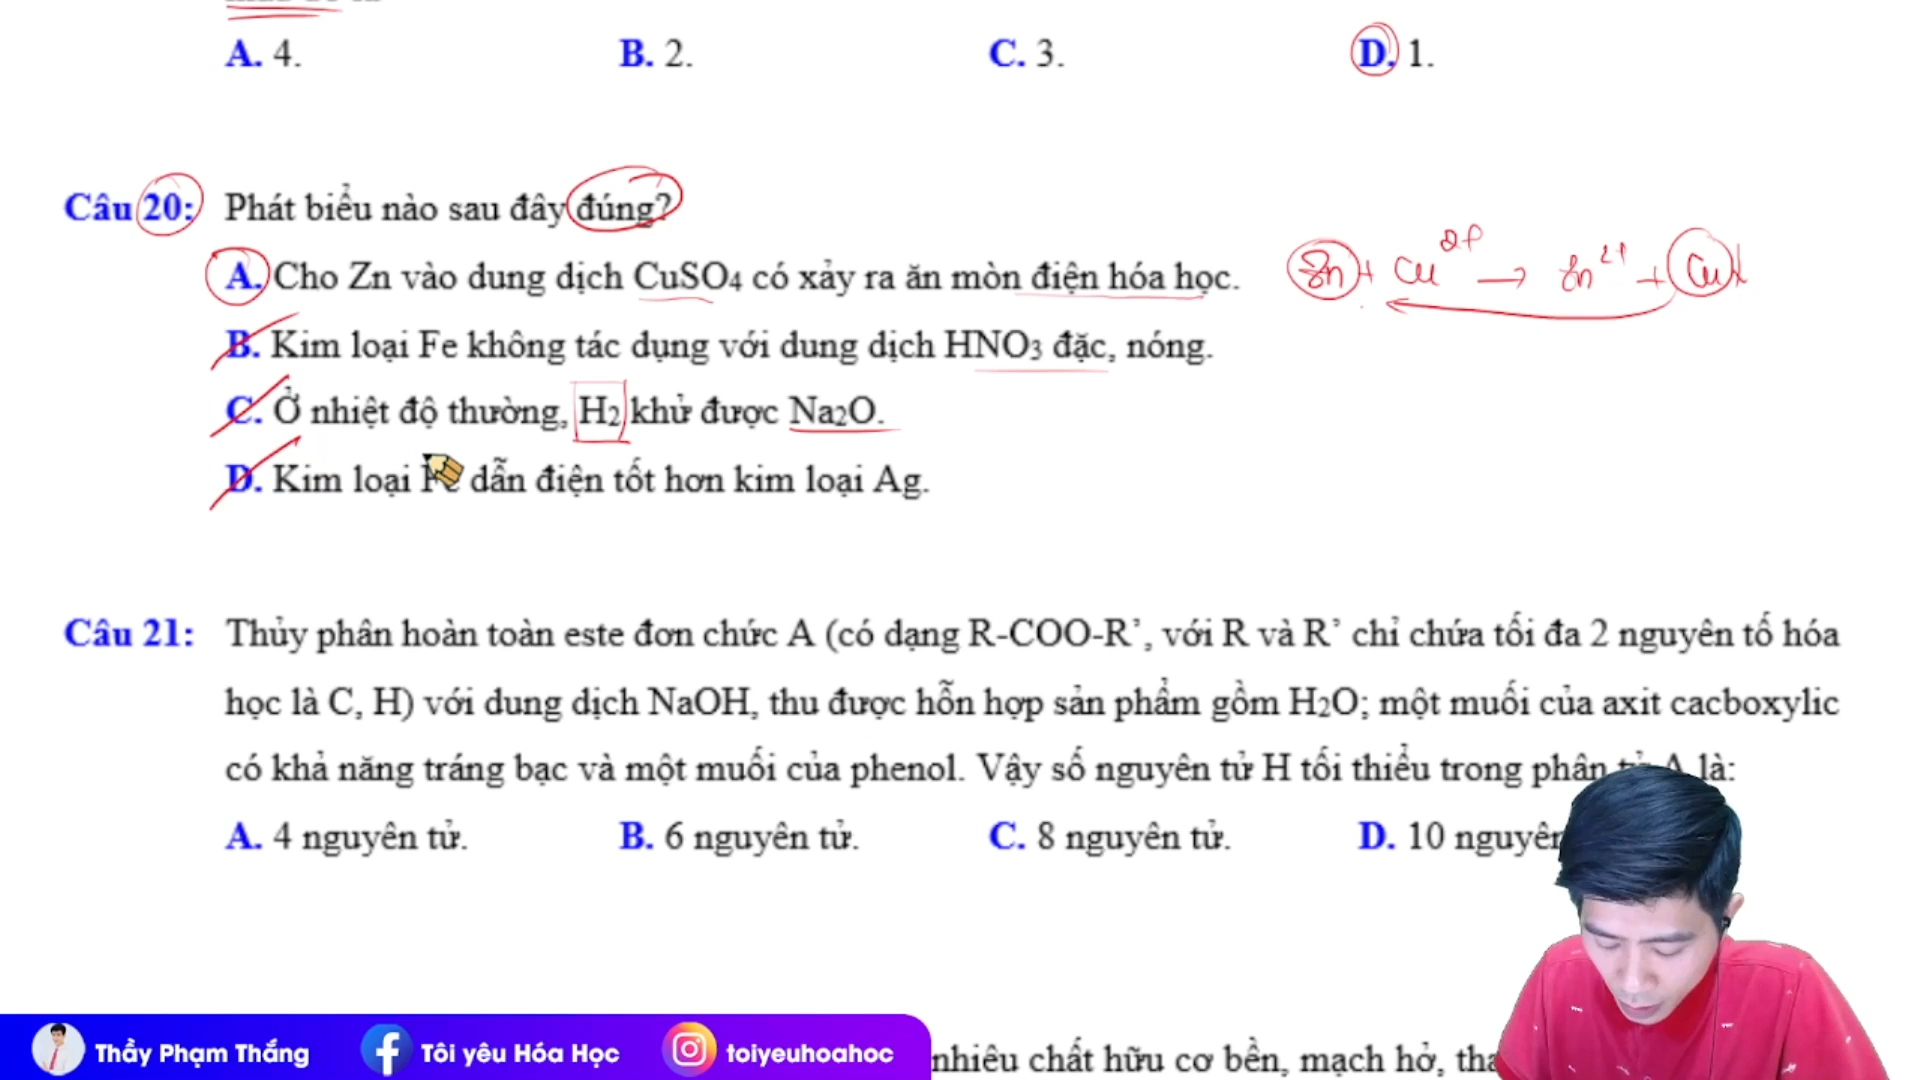 A. 4.	B. 2.	C. 3.	D. 1.
Câu 20: Phát biểu nào sau đây đúng?
A. Cho Zn vào dung dịch CuSO4 có xảy ra ăn mòn điện hóa học.
Zn + Cu2+ → Zn2+ + Cu↓
B. Kim loại Fe không tác dụng với dung dịch HNO3 đặc, nóng.
C. Ở nhiệt độ thường, H2 khử được Na2O.
D. Kim loại Fe dẫn điện tốt hơn kim loại Ag.
Câu 21: Thủy phân hoàn toàn este đơn chức A (có dạng R-COO-R’, với R và R’ chỉ chứa tối đa 2 nguyên tố hóa
học là C, H) với dung dịch NaOH, thu được hỗn hợp sản phẩm gồm H2O; một muối của axit cacboxylic
có khả năng tráng bạc và một muối của phenol. Vậy số nguyên tử H tối thiểu trong phân tử A là:
A. 4 nguyên tử.	B. 6 nguyên tử.	C. 8 nguyên tử.	D. 10 nguyên
Thầy Phạm Thắng	Tôi yêu Hóa Học	toiyeuhoahoc	nhiêu chất hữu cơ bền, mạch hở,